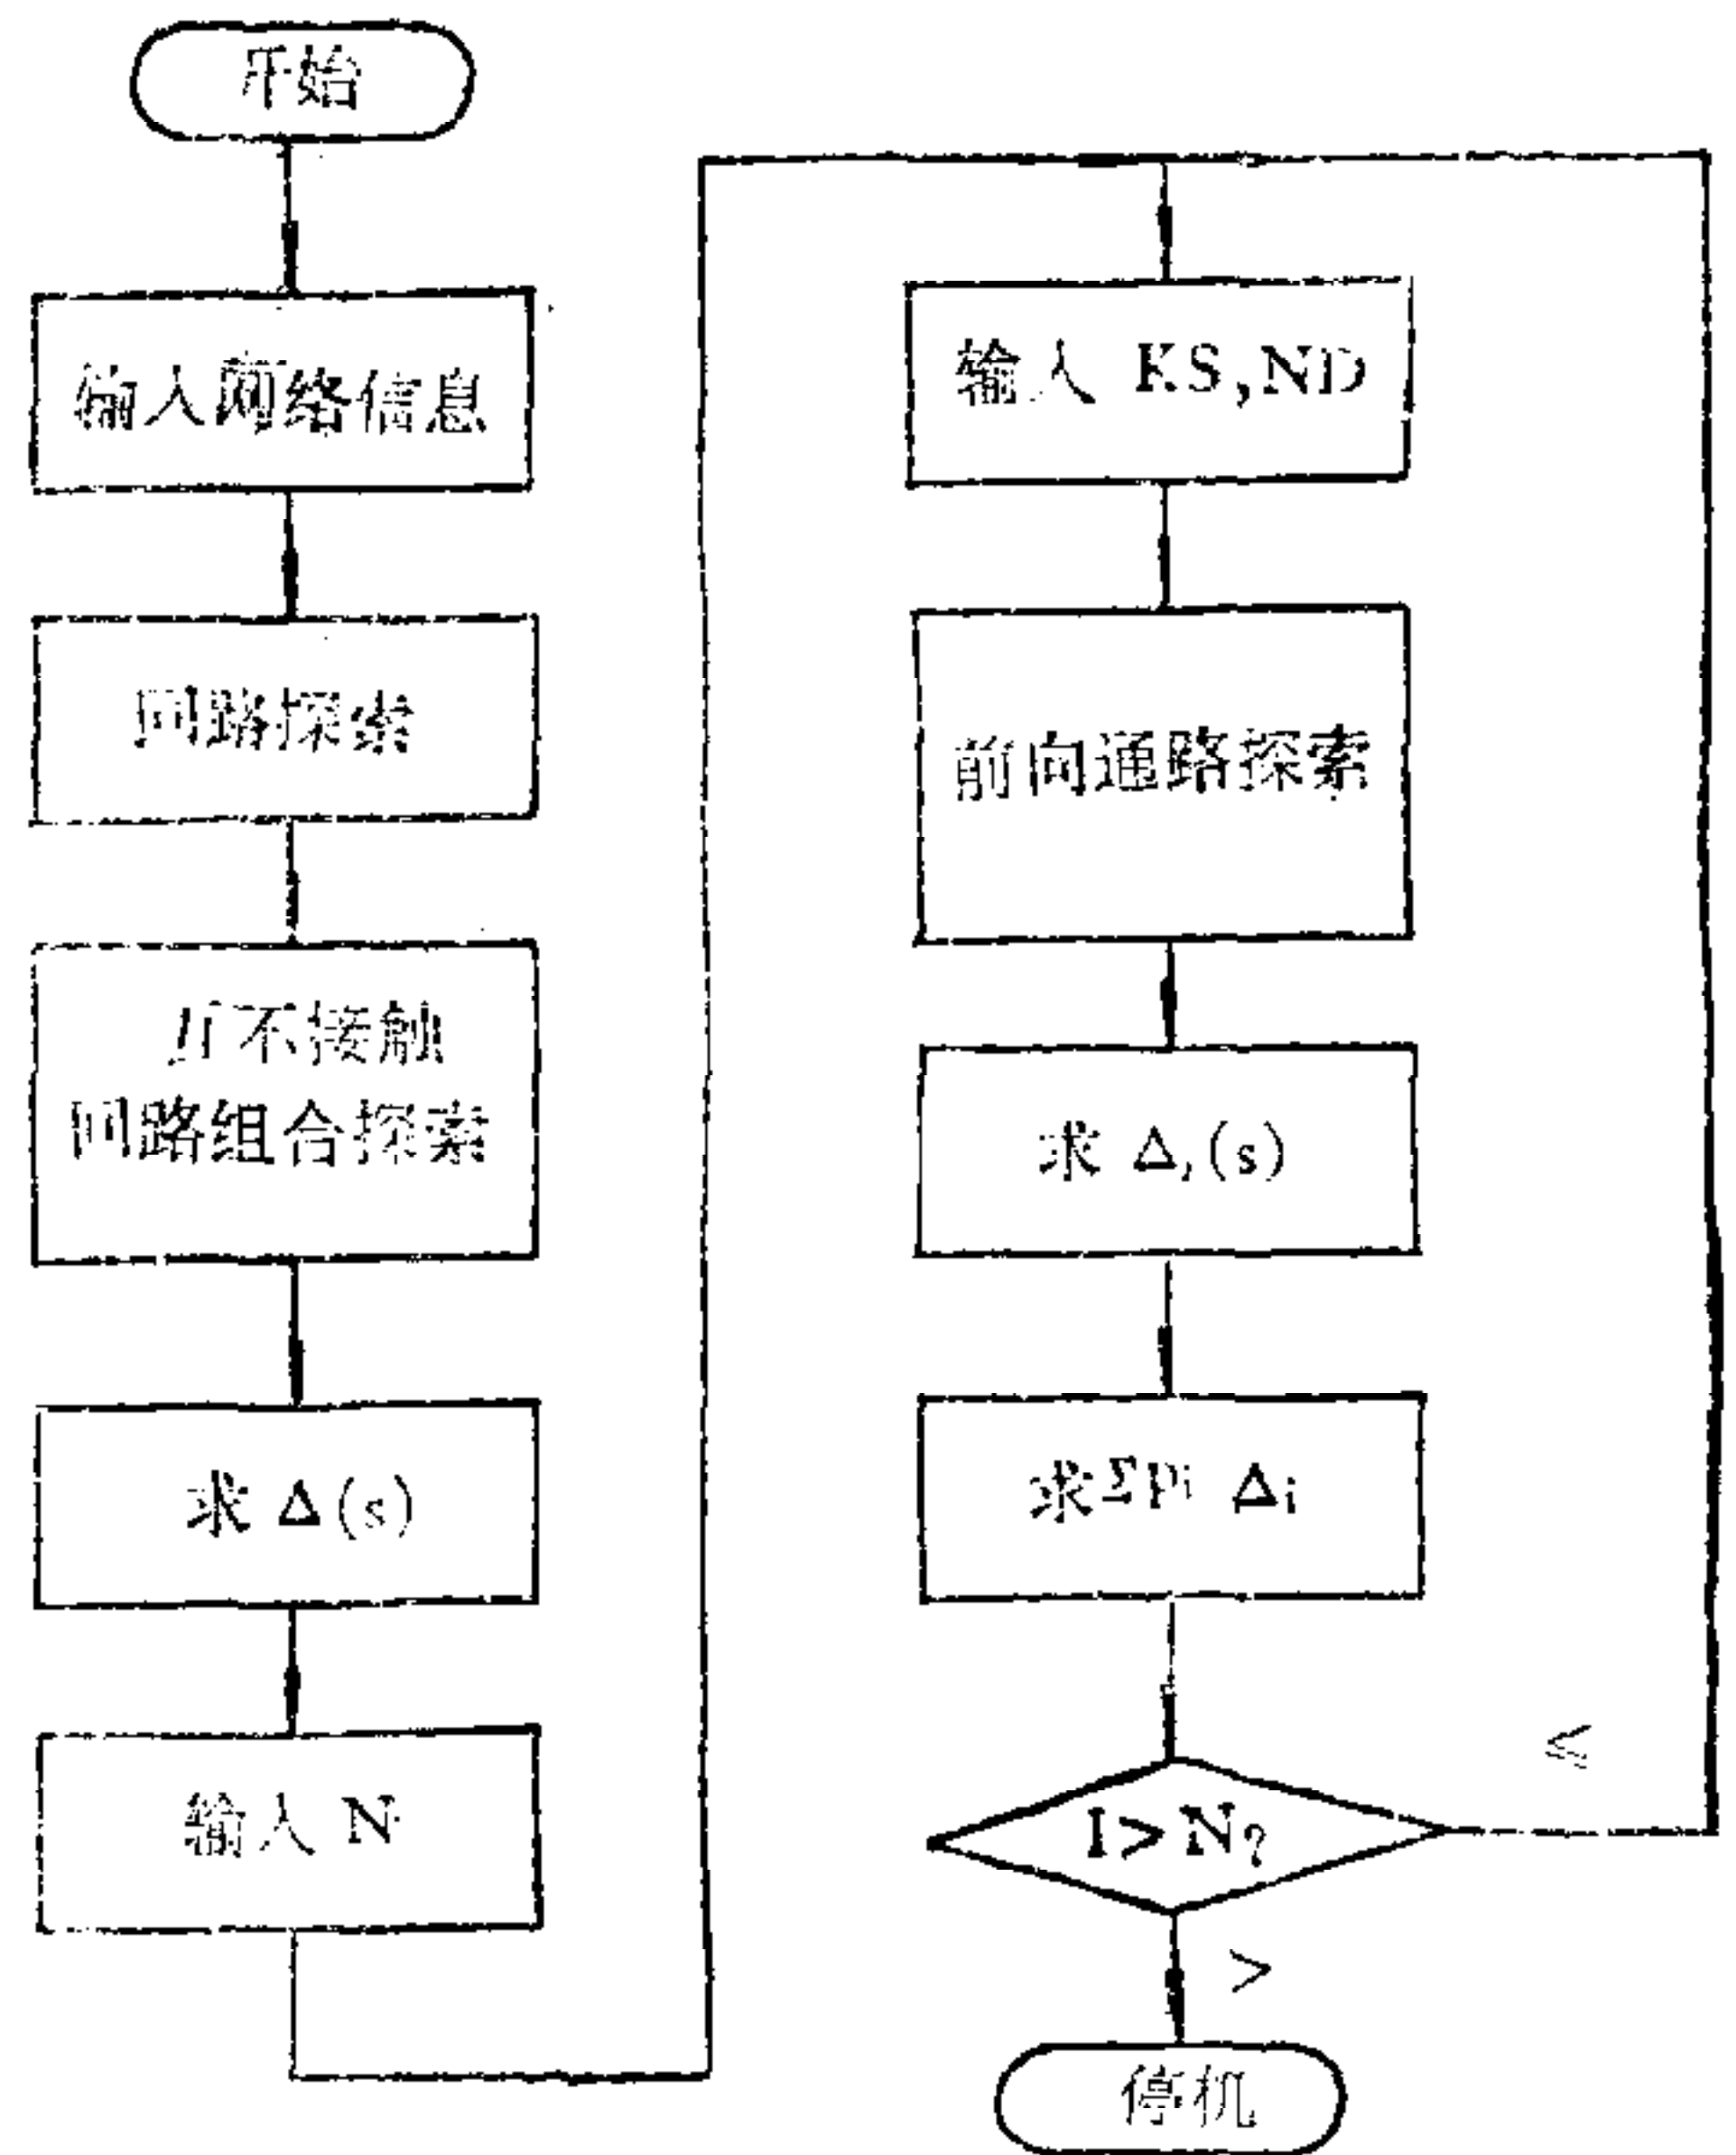 开始
输入网络信息
回路探索
互不接触
回路组合探索
求 Δ(s)
输入 N
输入 KS,ND
前向通路探索
求 Δᵢ(s)
求Σpi Δi
I>N?
≤
>
停机